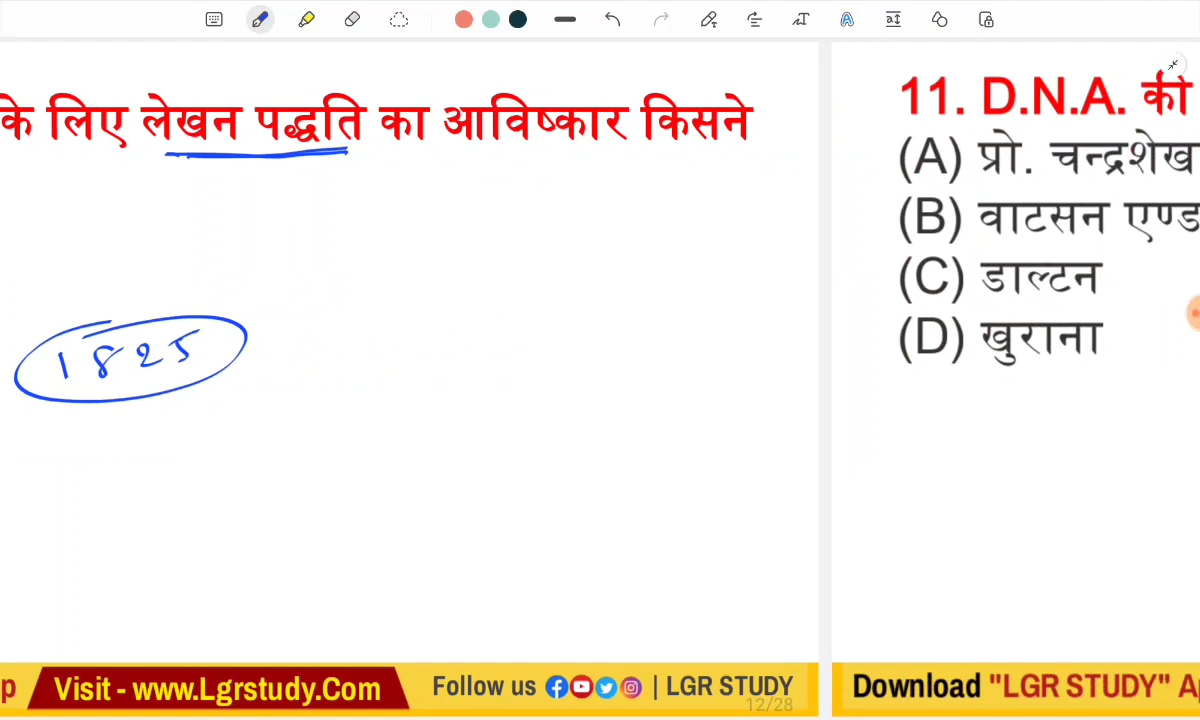 के लिए लेखन पद्धति का आविष्कार किसने
1825
p Visit - www.Lgrstudy.Com Follow us | LGR STUDY
12/28
11. D.N.A. की
(A) प्रो. चन्द्रशेख
(B) वाटसन एण्ड
(C) डाल्टन
(D) खुराना
Download "LGR STUDY" Ap